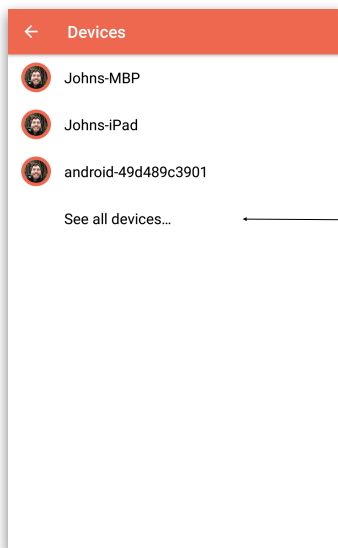 Devices
Johns-MBP
Johns-iPad
android-49d489c3901
See all devices...